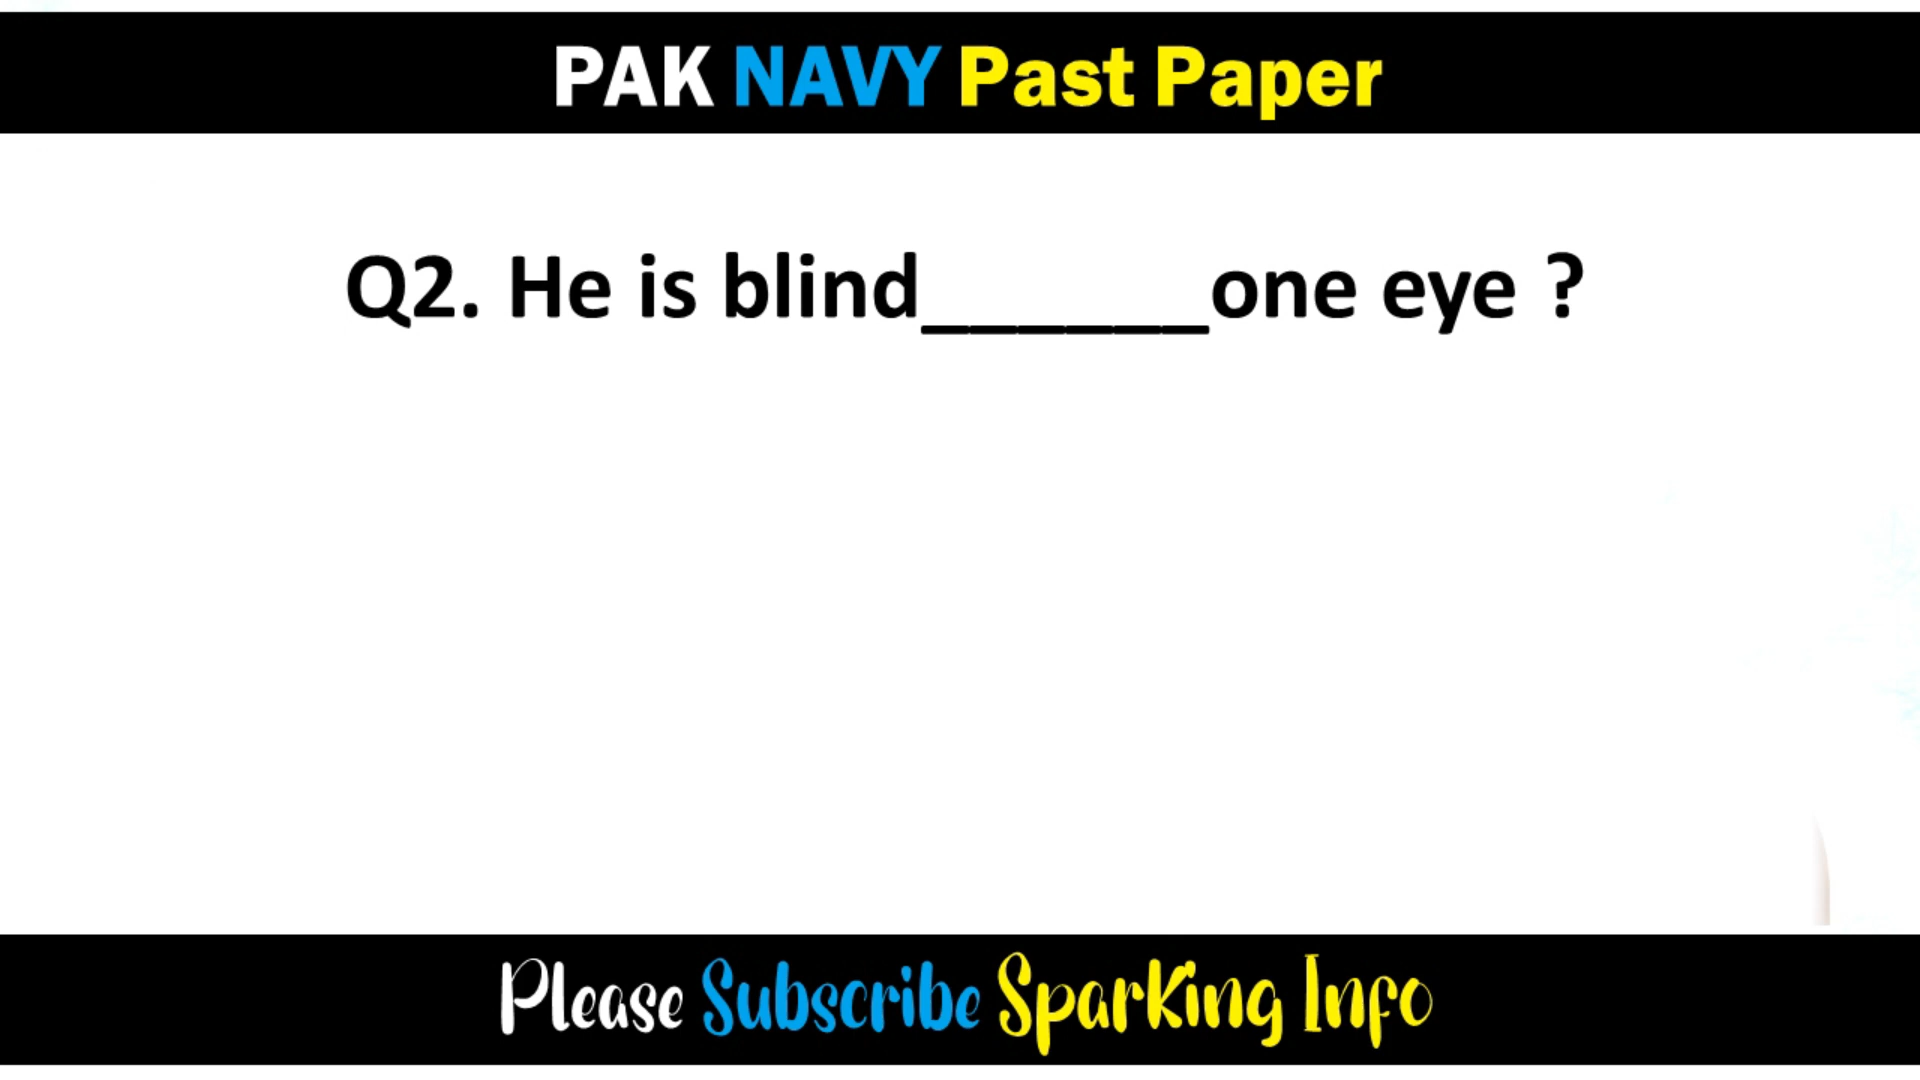 PAK NAVY Past Paper
Q2. He is blind______one eye ?
Please Subscribe Sparking Info